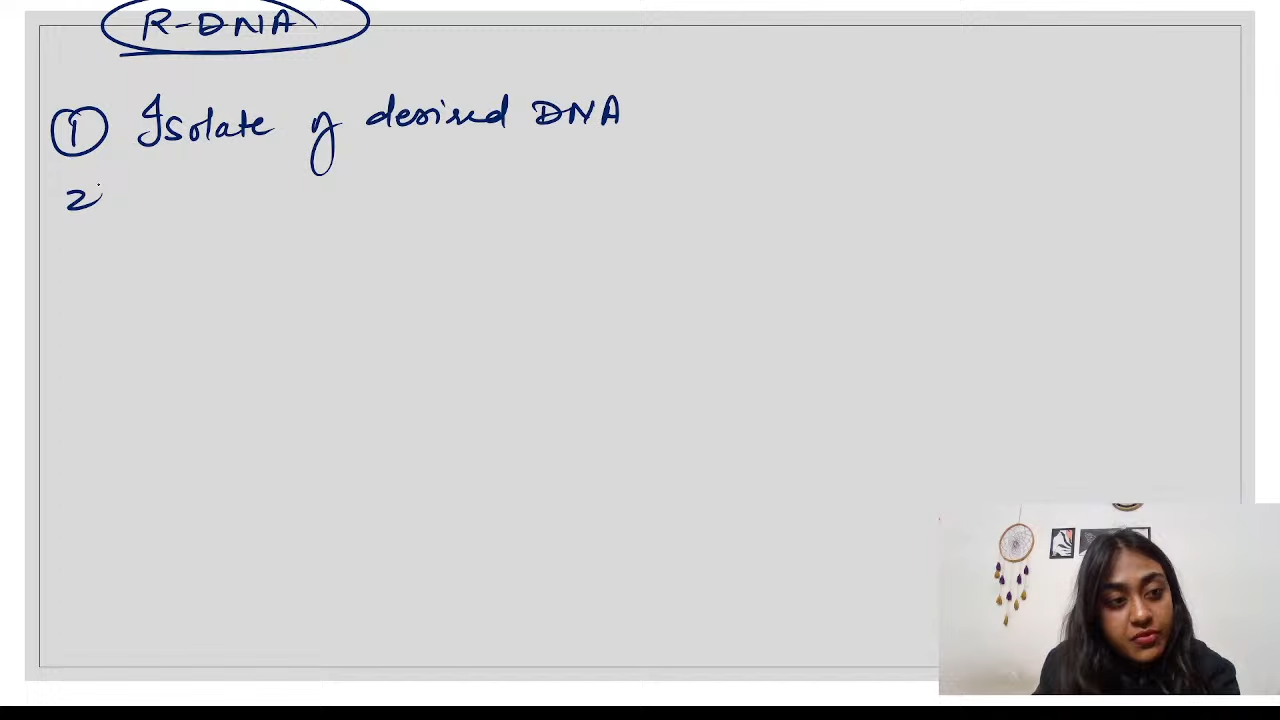 R-DNA
① Isolate of desired DNA
2